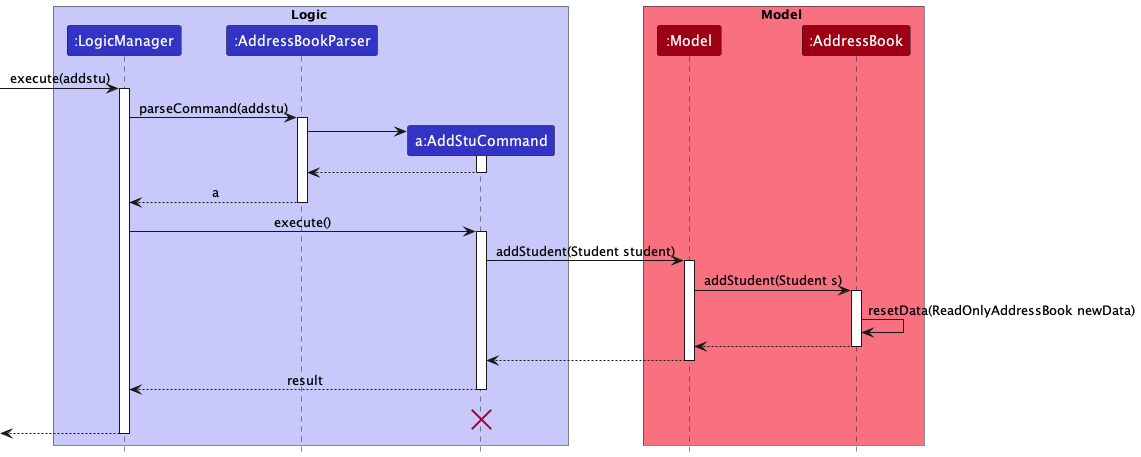 Logic
Model
:LogicManager
:AddressBookParser
:Model
:AddressBook
execute(addstu)
parseCommand(addstu)
a:AddStuCommand
a
execute()
addStudent(Student student)
addStudent(Student s)
resetData(ReadOnlyAddressBook newData)
result